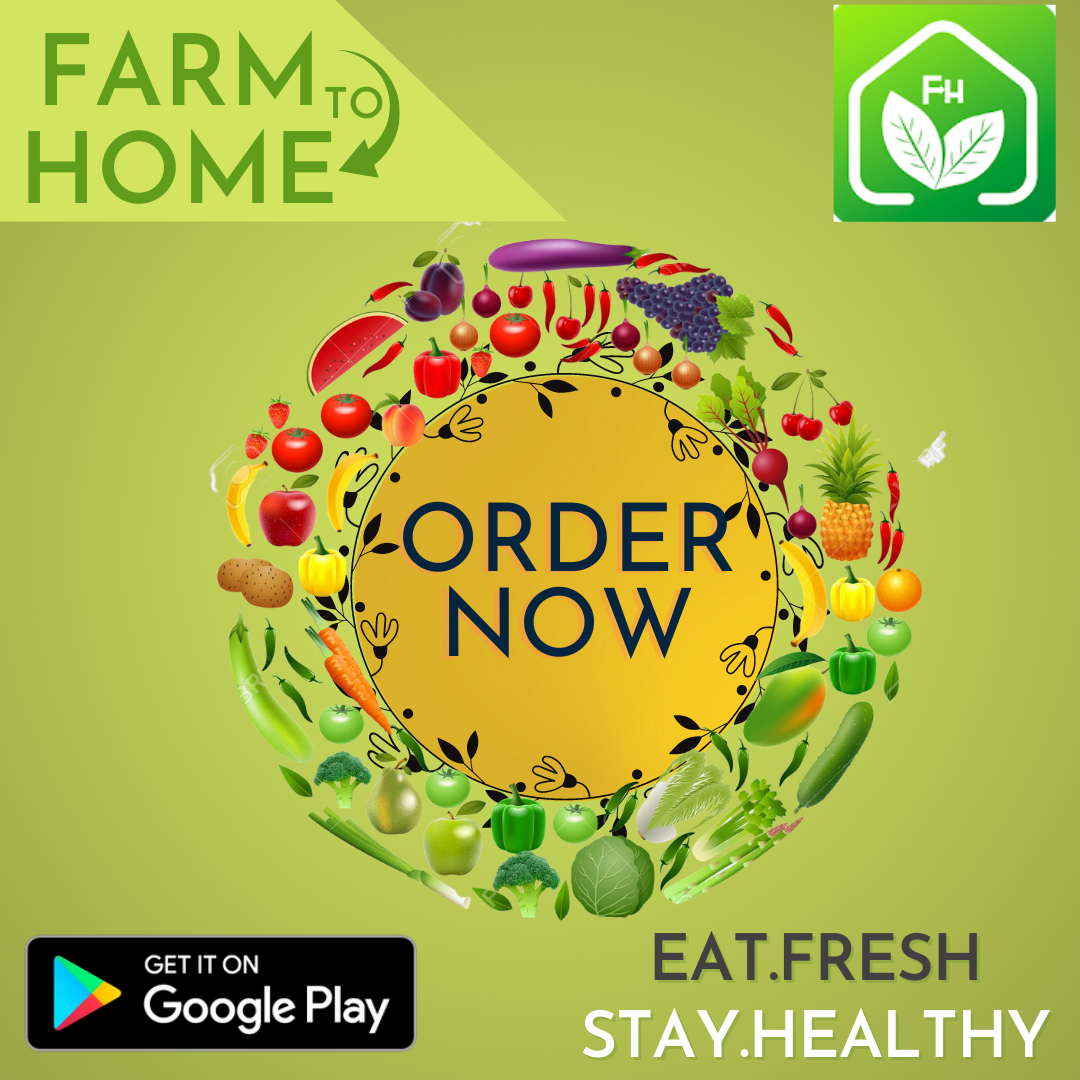 FARM
TO
HOME
FH
ORDER
NOW
GET IT ON
Google Play
EAT.FRESH
STAY.HEALTHY